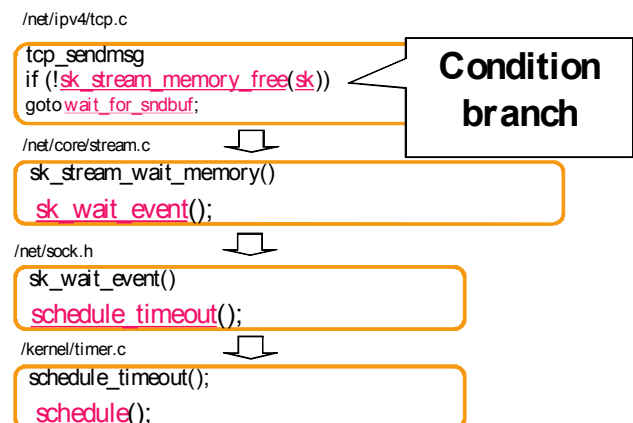 /net/ipv4/tcp.c
tcp_sendmsg
if (!sk_stream_memory_free(sk))
goto wait_for_sndbuf;
Condition
branch
/net/core/stream.c
sk_stream_wait_memory()
sk_wait_event();
/net/sock.h
sk_wait_event()
schedule_timeout();
/kernel/timer.c
schedule_timeout();
schedule();